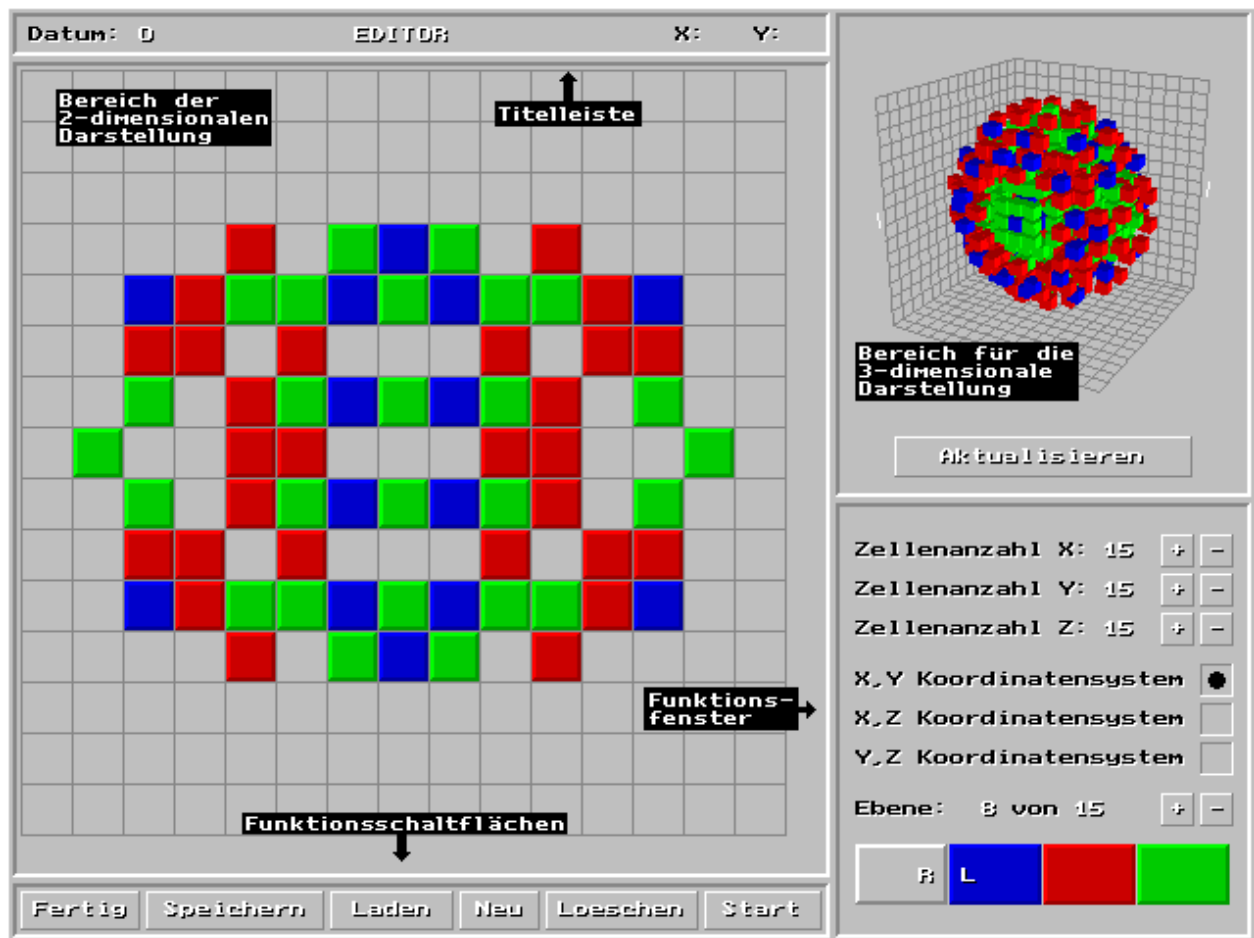 Datum: 0 EDITOR X: Y:
Bereich der
2-dimensionalen
Darstellung
Titelleiste
Funktions-
fenster
Funktionsschaltflächen
Fertig Speichern Laden Neu Loeschen Start
Bereich für die
3-dimensionale
Darstellung
Aktualisieren
Zellenanzahl X: 15 + -
Zellenanzahl Y: 15 + -
Zellenanzahl Z: 15 + -
X,Y Koordinatensystem
X,Z Koordinatensystem
Y,Z Koordinatensystem
Ebene: 8 von 15 + -
R L